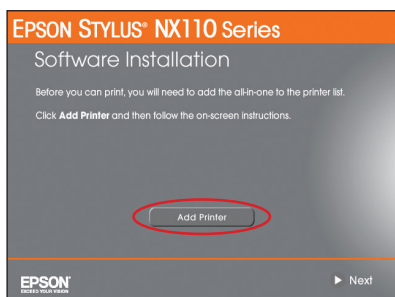 EPSON STYLUS® NX110 Series
Software Installation
Before you can print, you will need to add the all-in-one to the printer list.
Click Add Printer and then follow the on-screen instructions.
Add Printer
EPSON®
EXCEED YOUR VISION
Next